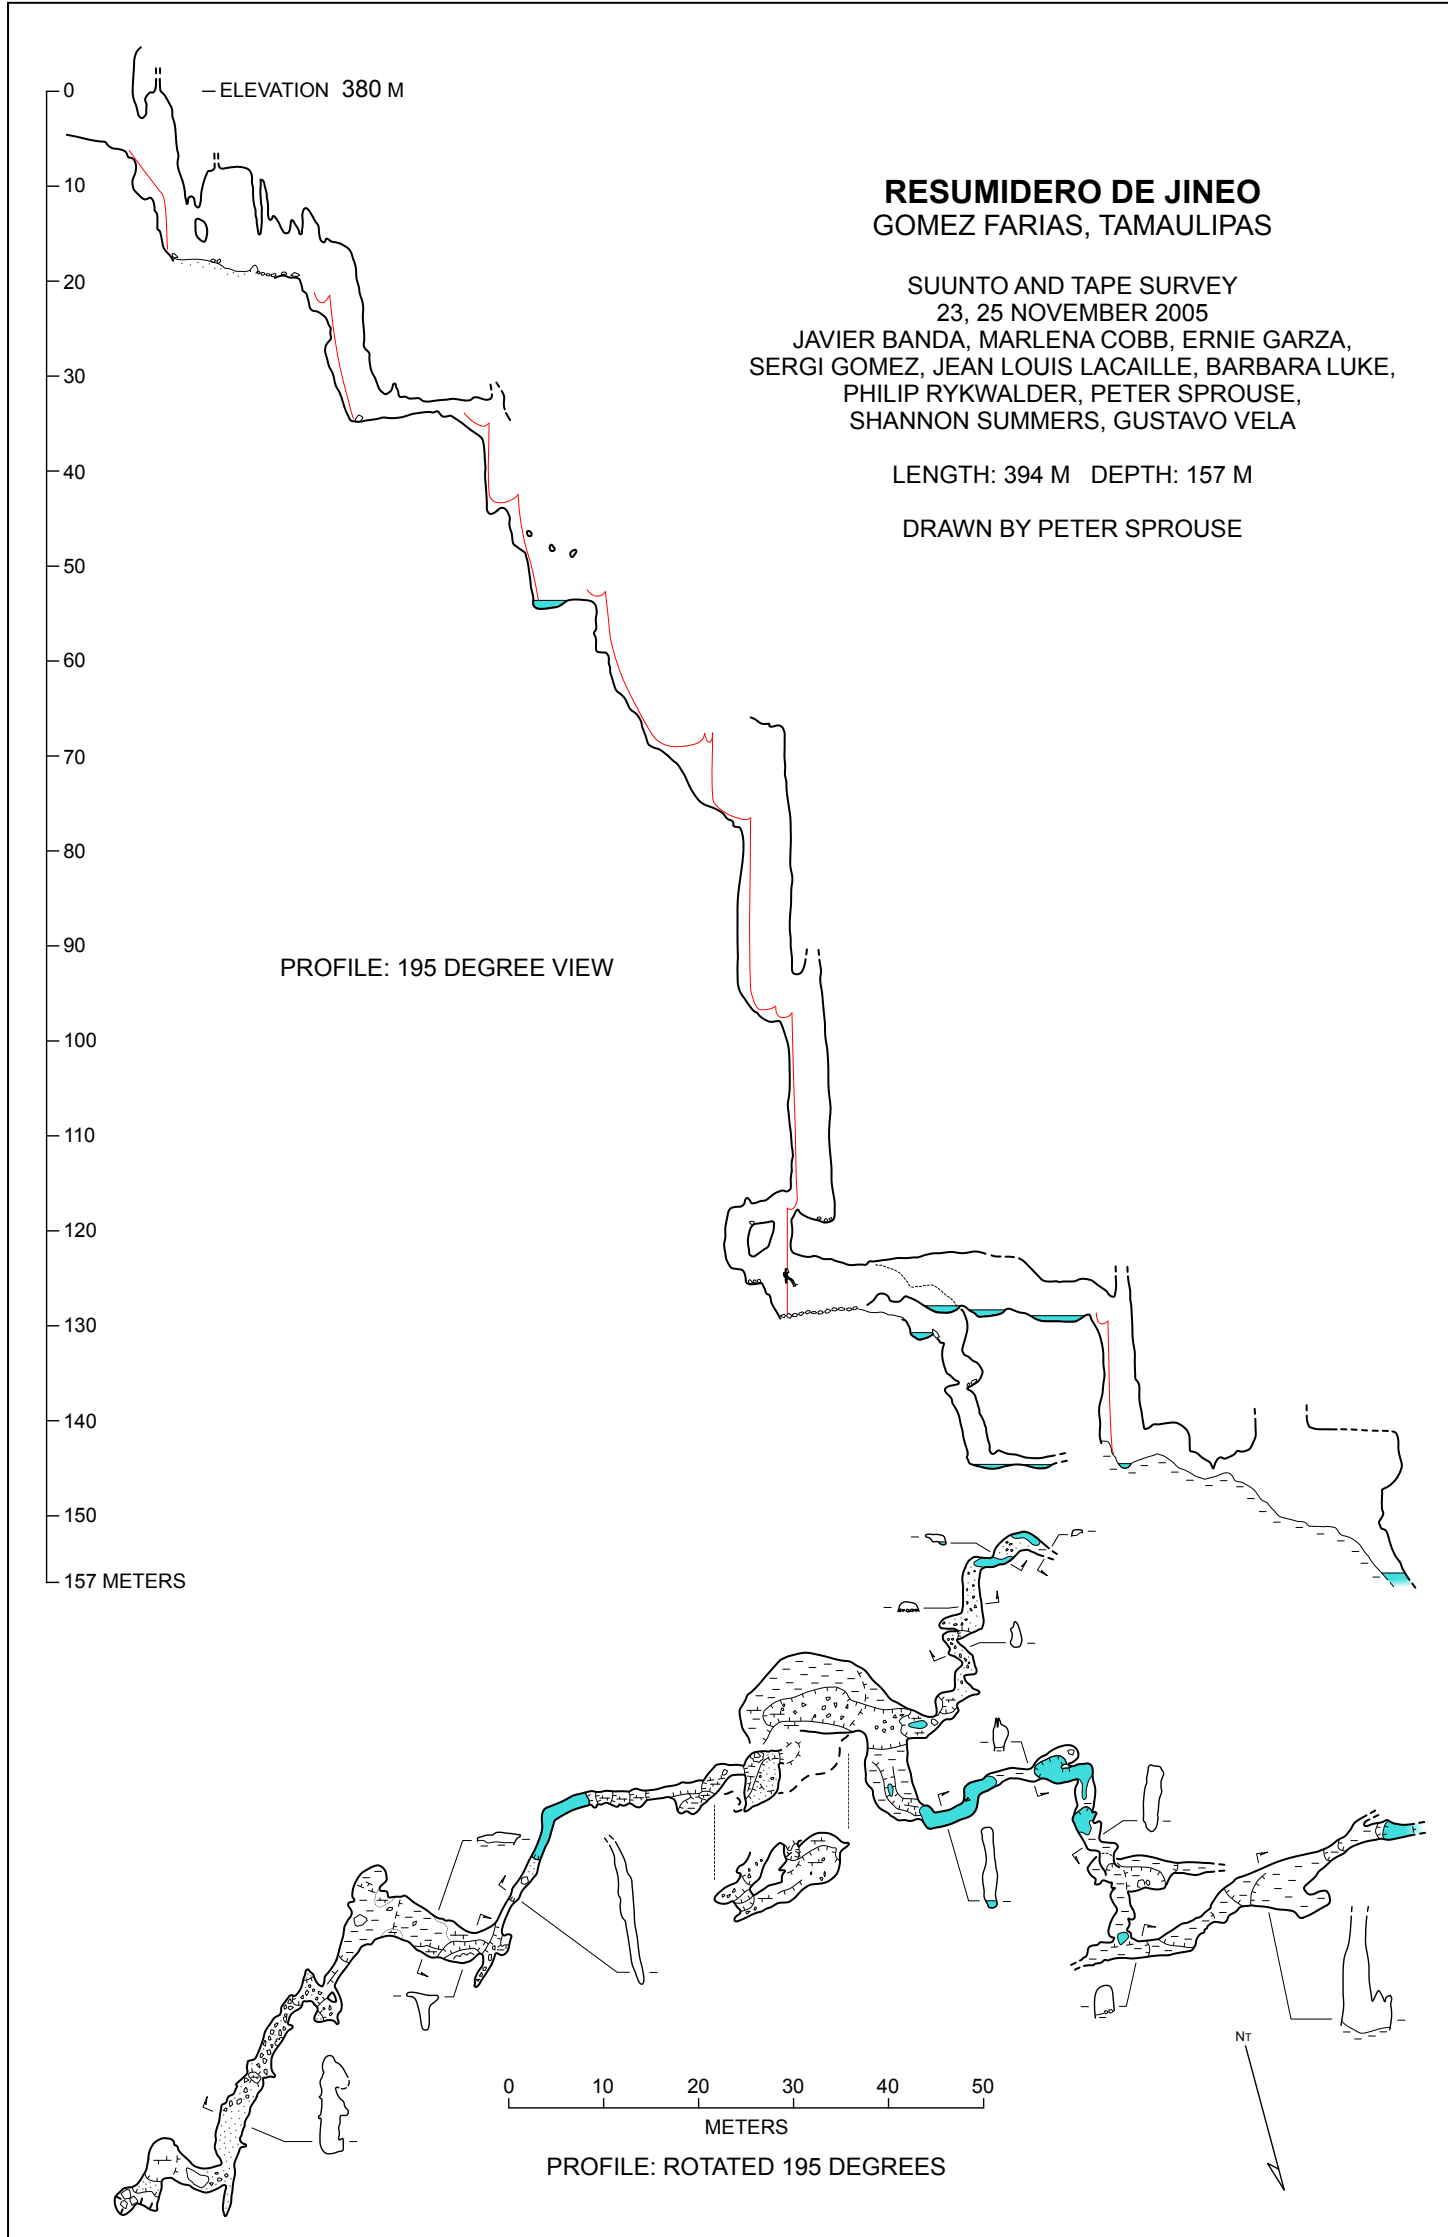 0
ELEVATION 380 M
10
20
30
40
50
60
70
80
90
100
110
120
130
140
150
157 METERS
RESUMIDERO DE JINEO
GOMEZ FARIAS, TAMAULIPAS
SUUNTO AND TAPE SURVEY
23, 25 NOVEMBER 2005
JAVIER BANDA, MARLENA COBB, ERNIE GARZA,
SERGI GOMEZ, JEAN LOUIS LACAILLE, BARBARA LUKE,
PHILIP RYKWALDER, PETER SPROUSE,
SHANNON SUMMERS, GUSTAVO VELA
LENGTH: 394 M DEPTH: 157 M
DRAWN BY PETER SPROUSE
PROFILE: 195 DEGREE VIEW
NT
0 10 20 30 40 50
METERS
PROFILE: ROTATED 195 DEGREES